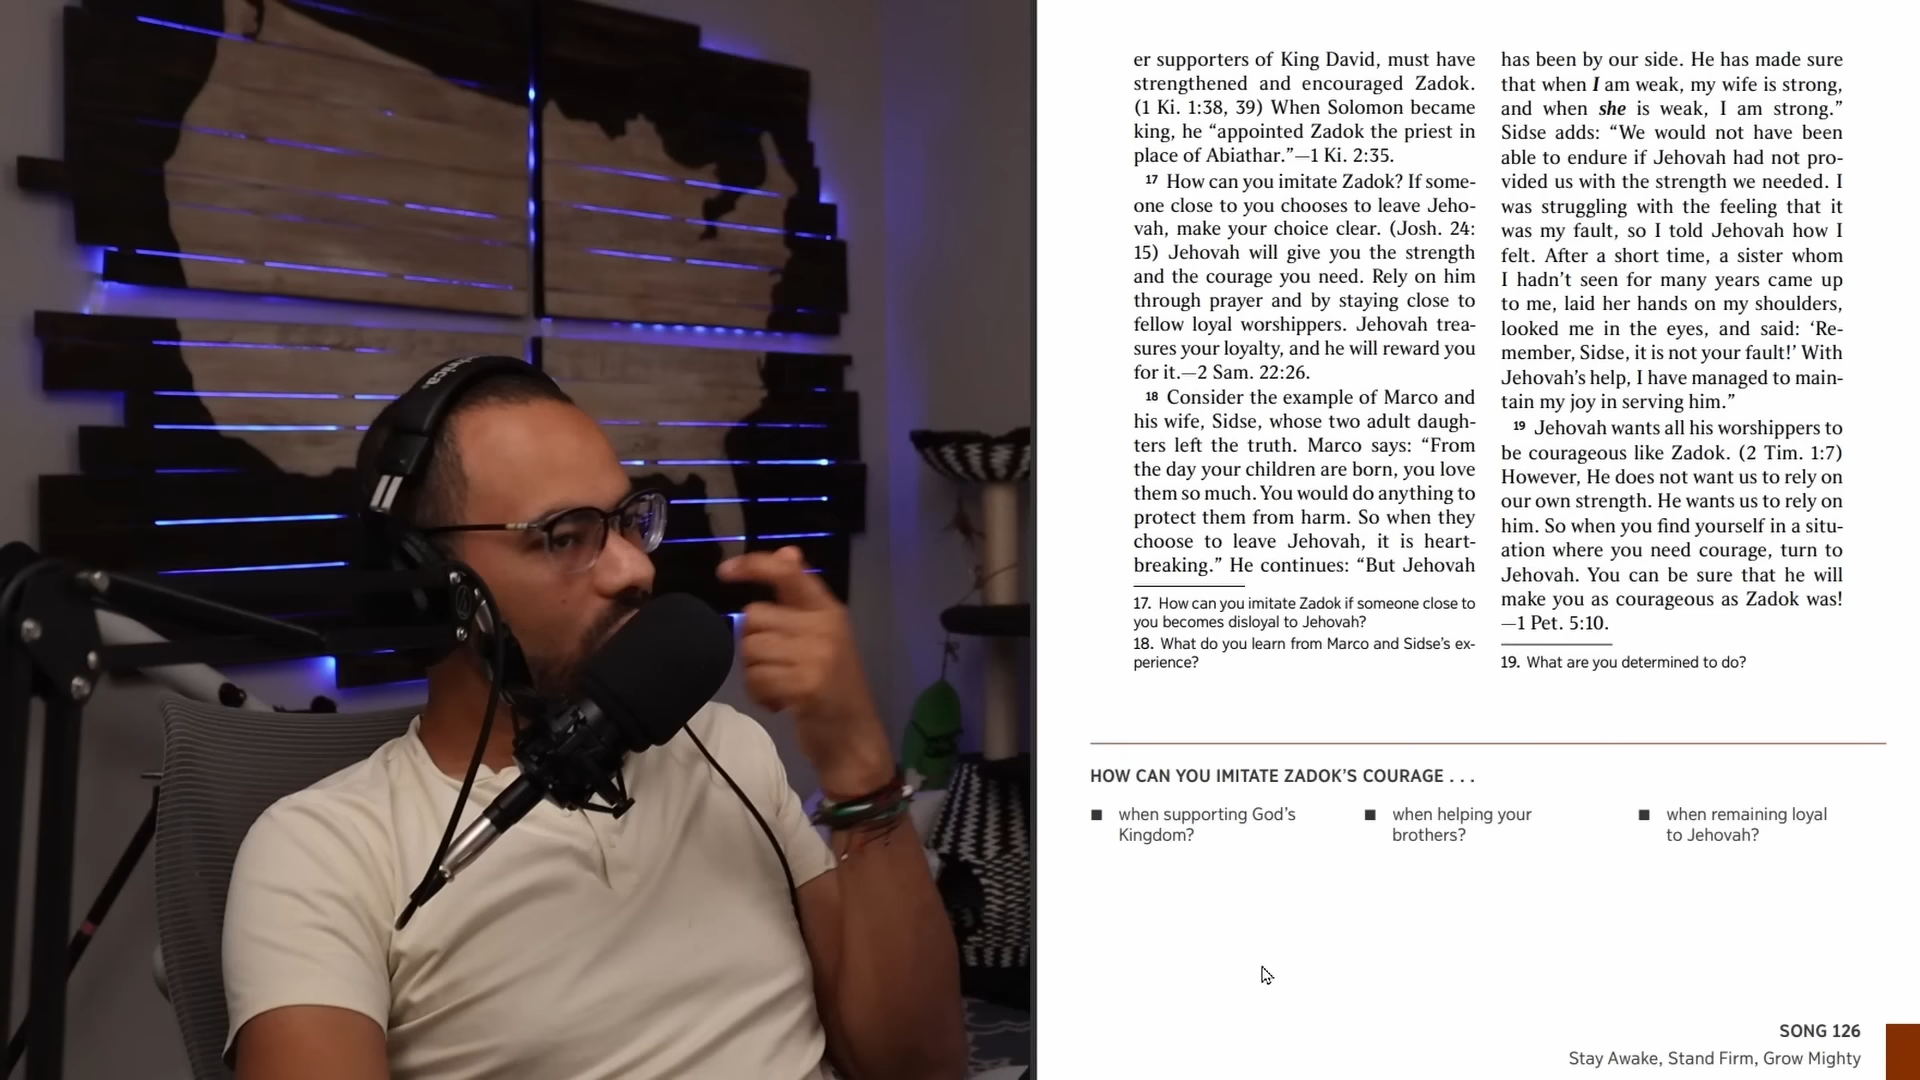 er supporters of King David, must have
strengthened and encouraged Zadok.
(1 Ki. 1:38, 39) When Solomon became
king, he “appointed Zadok the priest in
place of Abiathar.”—1 Ki. 2:35.
17 How can you imitate Zadok? If some-
one close to you chooses to leave Jeho-
vah, make your choice clear. (Josh. 24:
15) Jehovah will give you the strength
and the courage you need. Rely on him
through prayer and by staying close to
fellow loyal worshippers. Jehovah trea-
sures your loyalty, and he will reward you
for it.—2 Sam. 22:26.
18 Consider the example of Marco and
his wife, Sidse, whose two adult daugh-
ters left the truth. Marco says: “From
the day your children are born, you love
them so much. You would do anything to
protect them from harm. So when they
choose to leave Jehovah, it is heart-
breaking.” He continues: “But Jehovah
17. How can you imitate Zadok if someone close to
you becomes disloyal to Jehovah?
18. What do you learn from Marco and Sidse’s ex-
perience?
has been by our side. He has made sure
that when I am weak, my wife is strong,
and when she is weak, I am strong.”
Sidse adds: “We would not have been
able to endure if Jehovah had not pro-
vided us with the strength we needed. I
was struggling with the feeling that it
was my fault, so I told Jehovah how I
felt. After a short time, a sister whom
I hadn’t seen for many years came up
to me, laid her hands on my shoulders,
looked me in the eyes, and said: ‘Re-
member, Sidse, it is not your fault!’ With
Jehovah’s help, I have managed to main-
tain my joy in serving him.”
19 Jehovah wants all his worshippers to
be courageous like Zadok. (2 Tim. 1:7)
However, He does not want us to rely on
our own strength. He wants us to rely on
him. So when you find yourself in a situ-
ation where you need courage, turn to
Jehovah. You can be sure that he will
make you as courageous as Zadok was!
—1 Pet. 5:10.
19. What are you determined to do?
HOW CAN YOU IMITATE ZADOK’S COURAGE . . .
■ when supporting God’s
Kingdom?
■ when helping your
brothers?
■ when remaining loyal
to Jehovah?
SONG 126
Stay Awake, Stand Firm, Grow Mighty